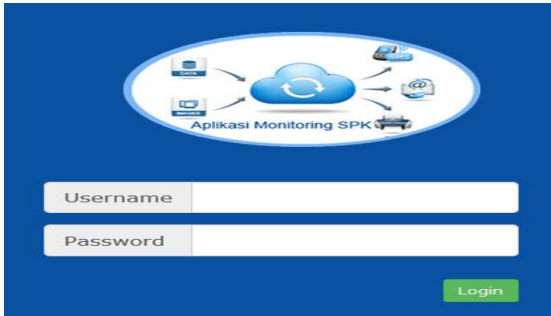 DATA
@
IMAGES
Aplikasi Monitoring SPK
Username
Password
Login